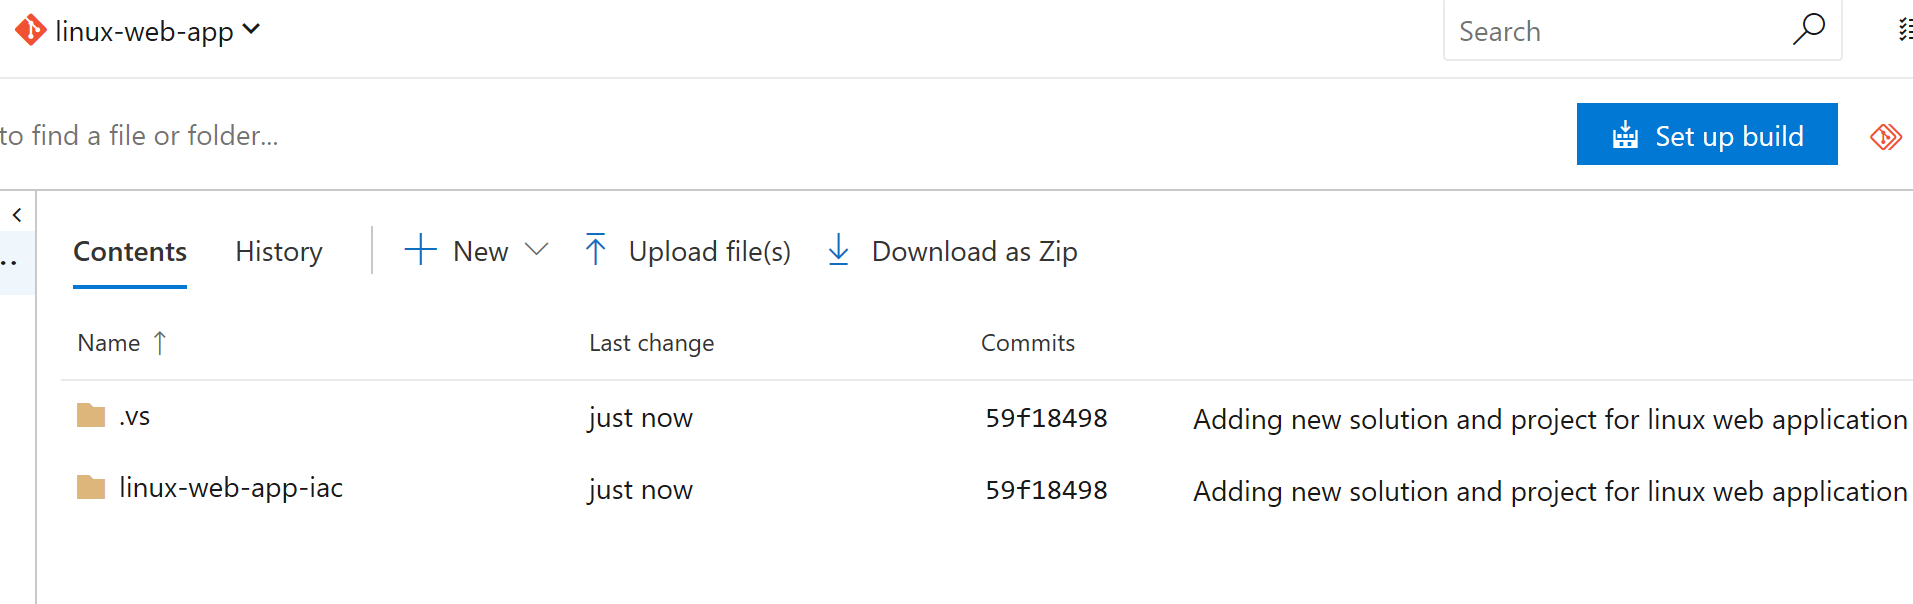 linux-web-app
Search
to find a file or folder...
Set up build
Contents History New Upload file(s) Download as Zip
Name Last change Commits
.vs just now 59f18498 Adding new solution and project for linux web application
linux-web-app-iac just now 59f18498 Adding new solution and project for linux web application